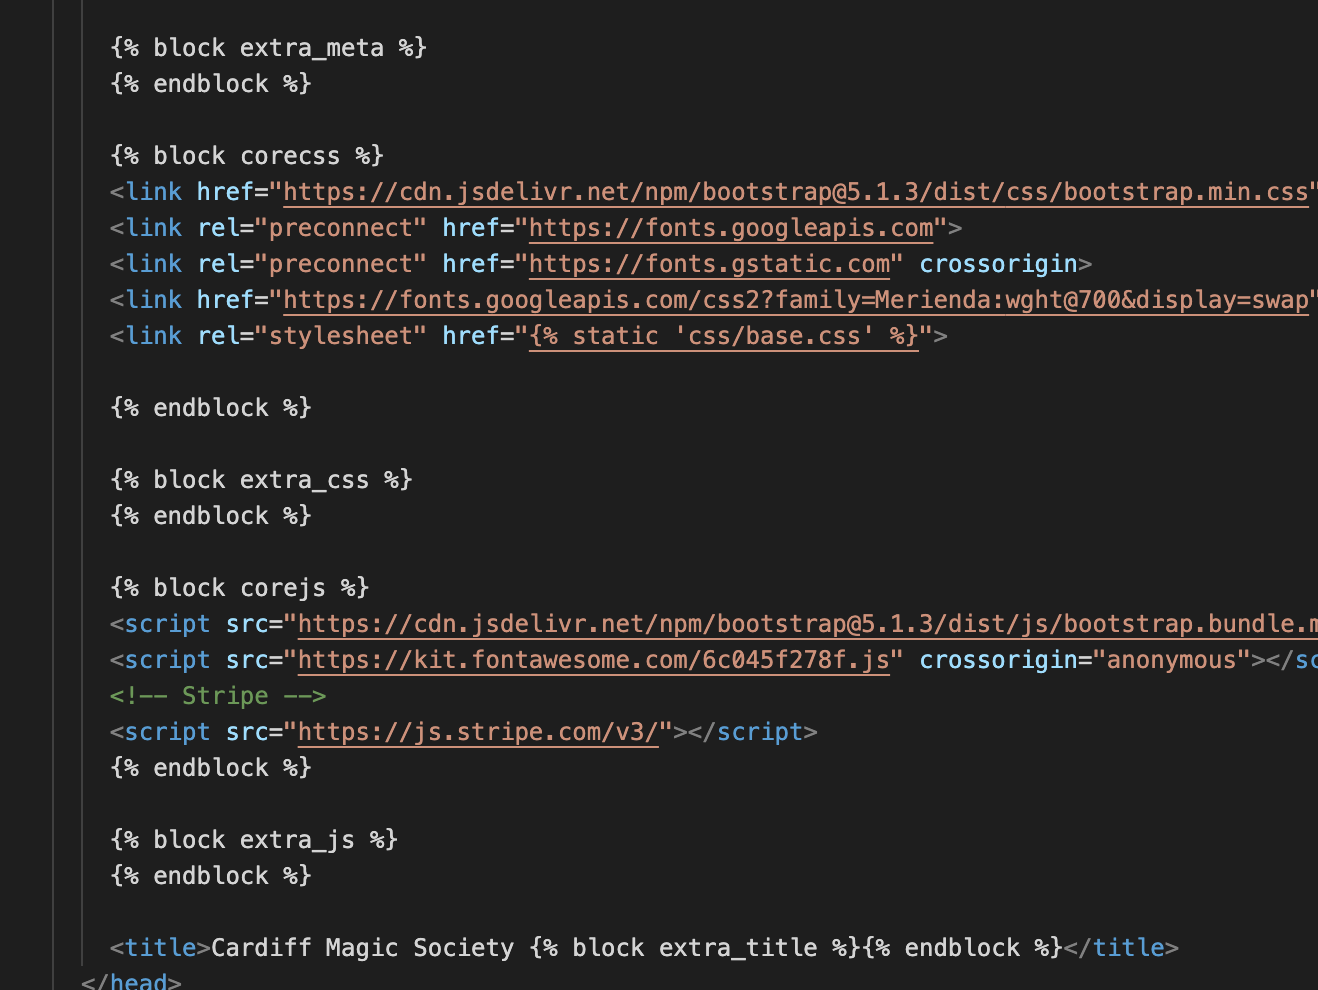 {% block extra_meta %}
{% endblock %}
{% block corecss %}
<link href="https://cdn.jsdelivr.net/npm/bootstrap@5.1.3/dist/css/bootstrap.min.css"
<link rel="preconnect" href="https://fonts.googleapis.com">
<link rel="preconnect" href="https://fonts.gstatic.com" crossorigin>
<link href="https://fonts.googleapis.com/css2?family=Merienda:wght@700&display=swap"
<link rel="stylesheet" href="{% static 'css/base.css' %}">
{% endblock %}
{% block extra_css %}
{% endblock %}
{% block corejs %}
<script src="https://cdn.jsdelivr.net/npm/bootstrap@5.1.3/dist/js/bootstrap.bundle.m
<script src="https://kit.fontawesome.com/6c045f278f.js" crossorigin="anonymous"></sc
<!-- Stripe -->
<script src="https://js.stripe.com/v3/"></script>
{% endblock %}
{% block extra_js %}
{% endblock %}
<title>Cardiff Magic Society {% block extra_title %}{% endblock %}</title>
</head>